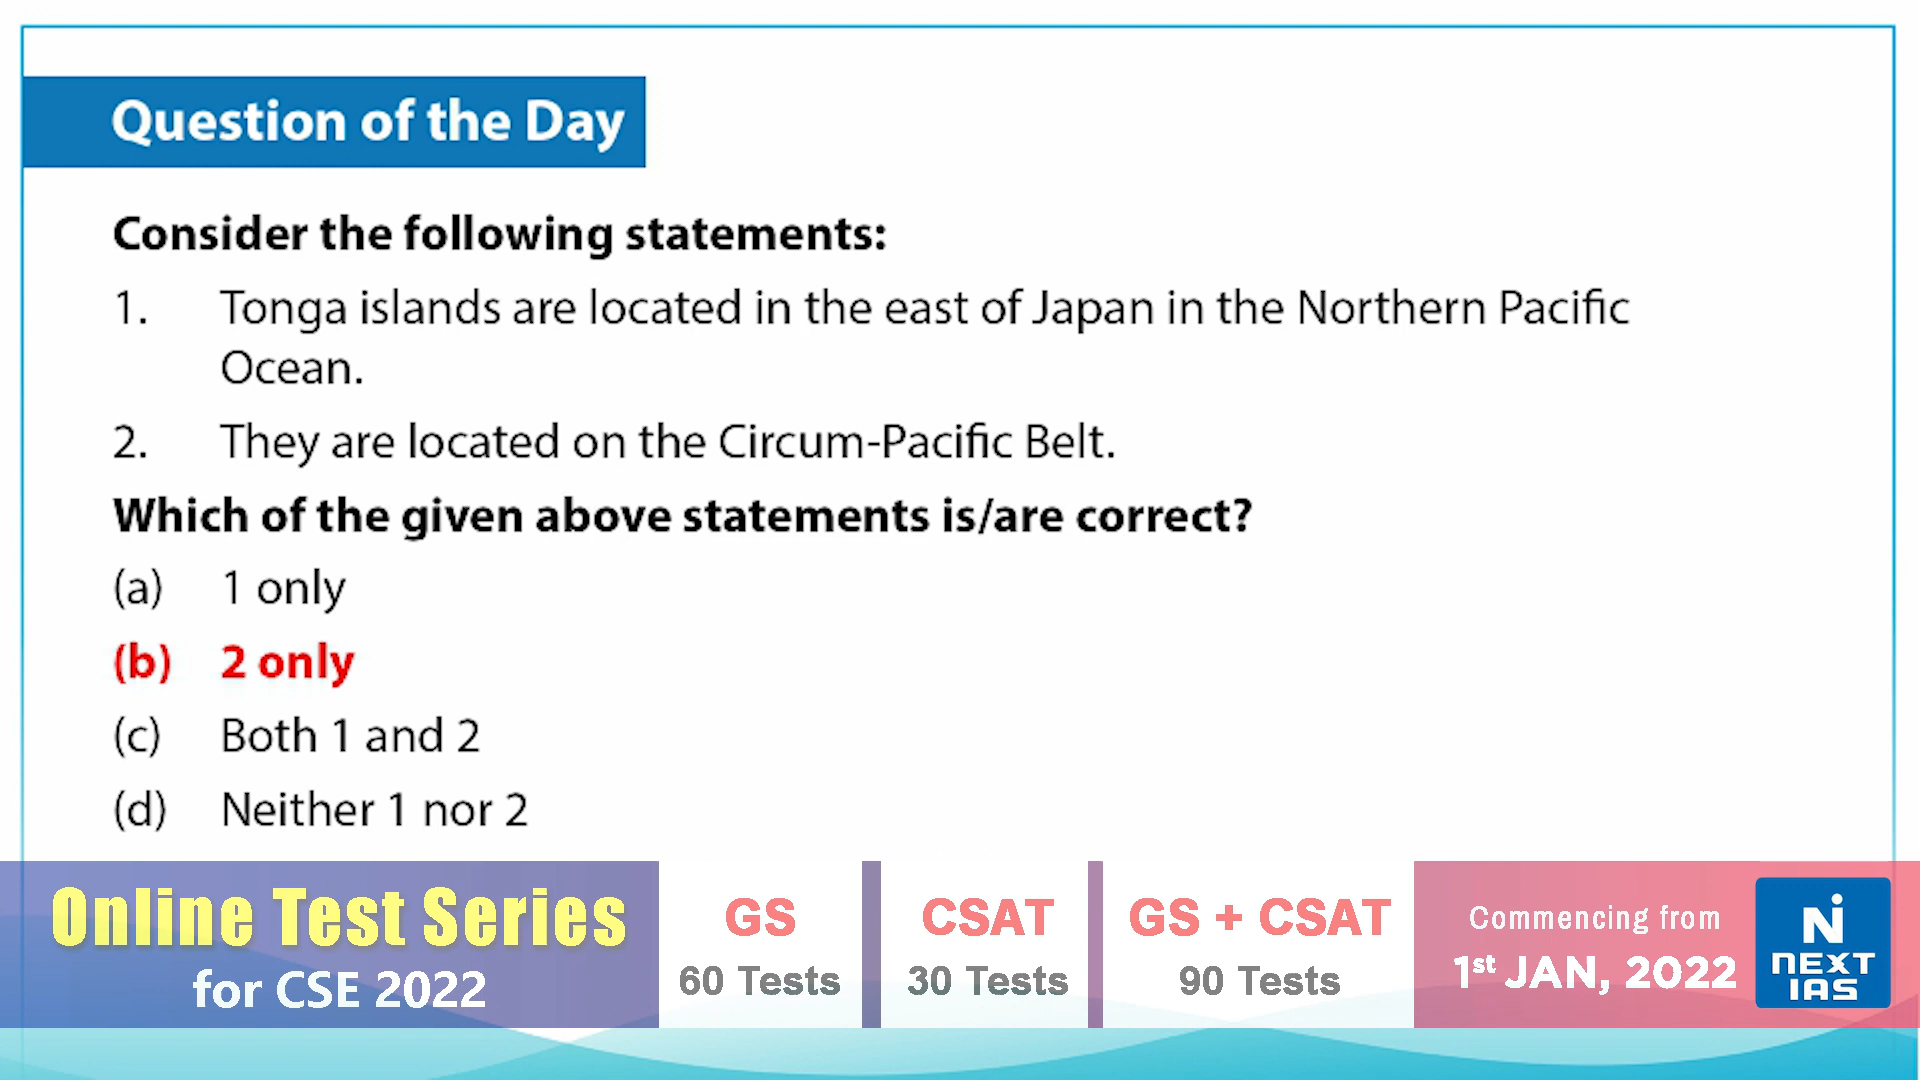 Question of the Day
Consider the following statements:
1. Tonga islands are located in the east of Japan in the Northern Pacific
Ocean.
2. They are located on the Circum-Pacific Belt.
Which of the given above statements is/are correct?
(a) 1 only
(b) 2 only
(c) Both 1 and 2
(d) Neither 1 nor 2
Online Test Series
for CSE 2022
GS
60 Tests
CSAT
30 Tests
GS + CSAT
90 Tests
Commencing from
1st JAN, 2022
N
NEXT
IAS